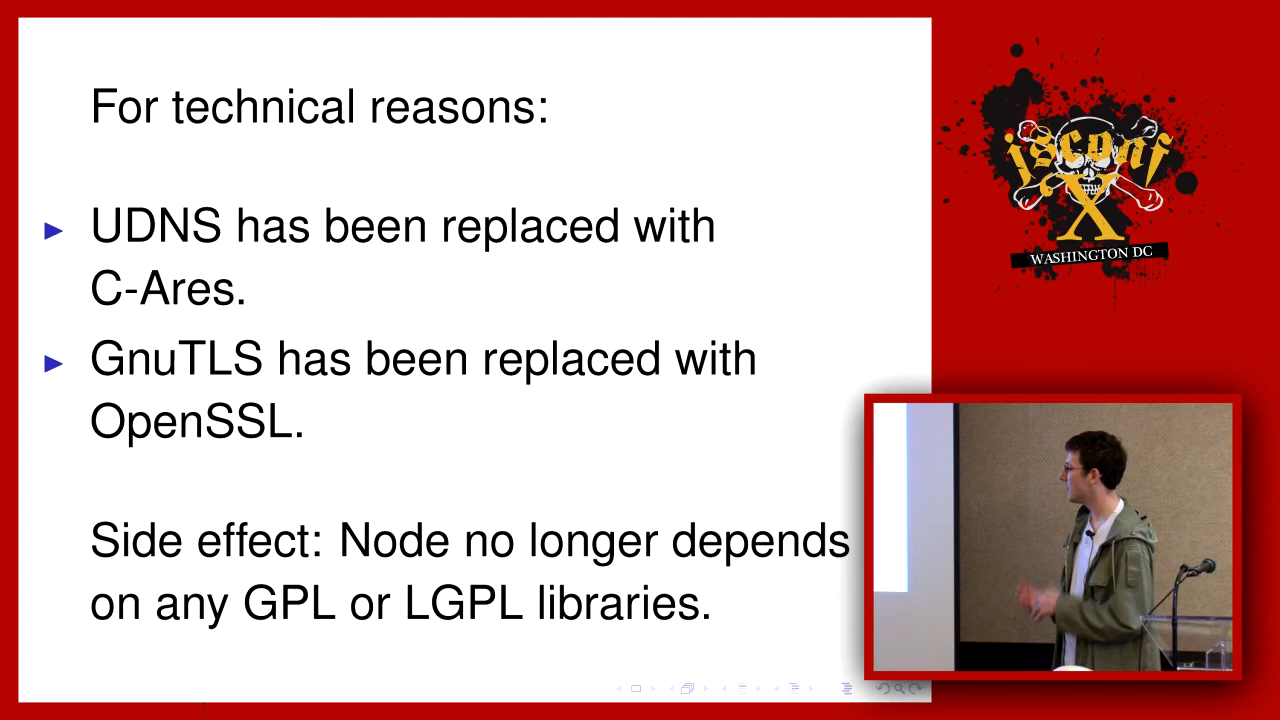 For technical reasons:
UDNS has been replaced with
C-Ares.
GnuTLS has been replaced with
OpenSSL.
Side effect: Node no longer depends
on any GPL or LGPL libraries.
jsconf
X
WASHINGTON DC